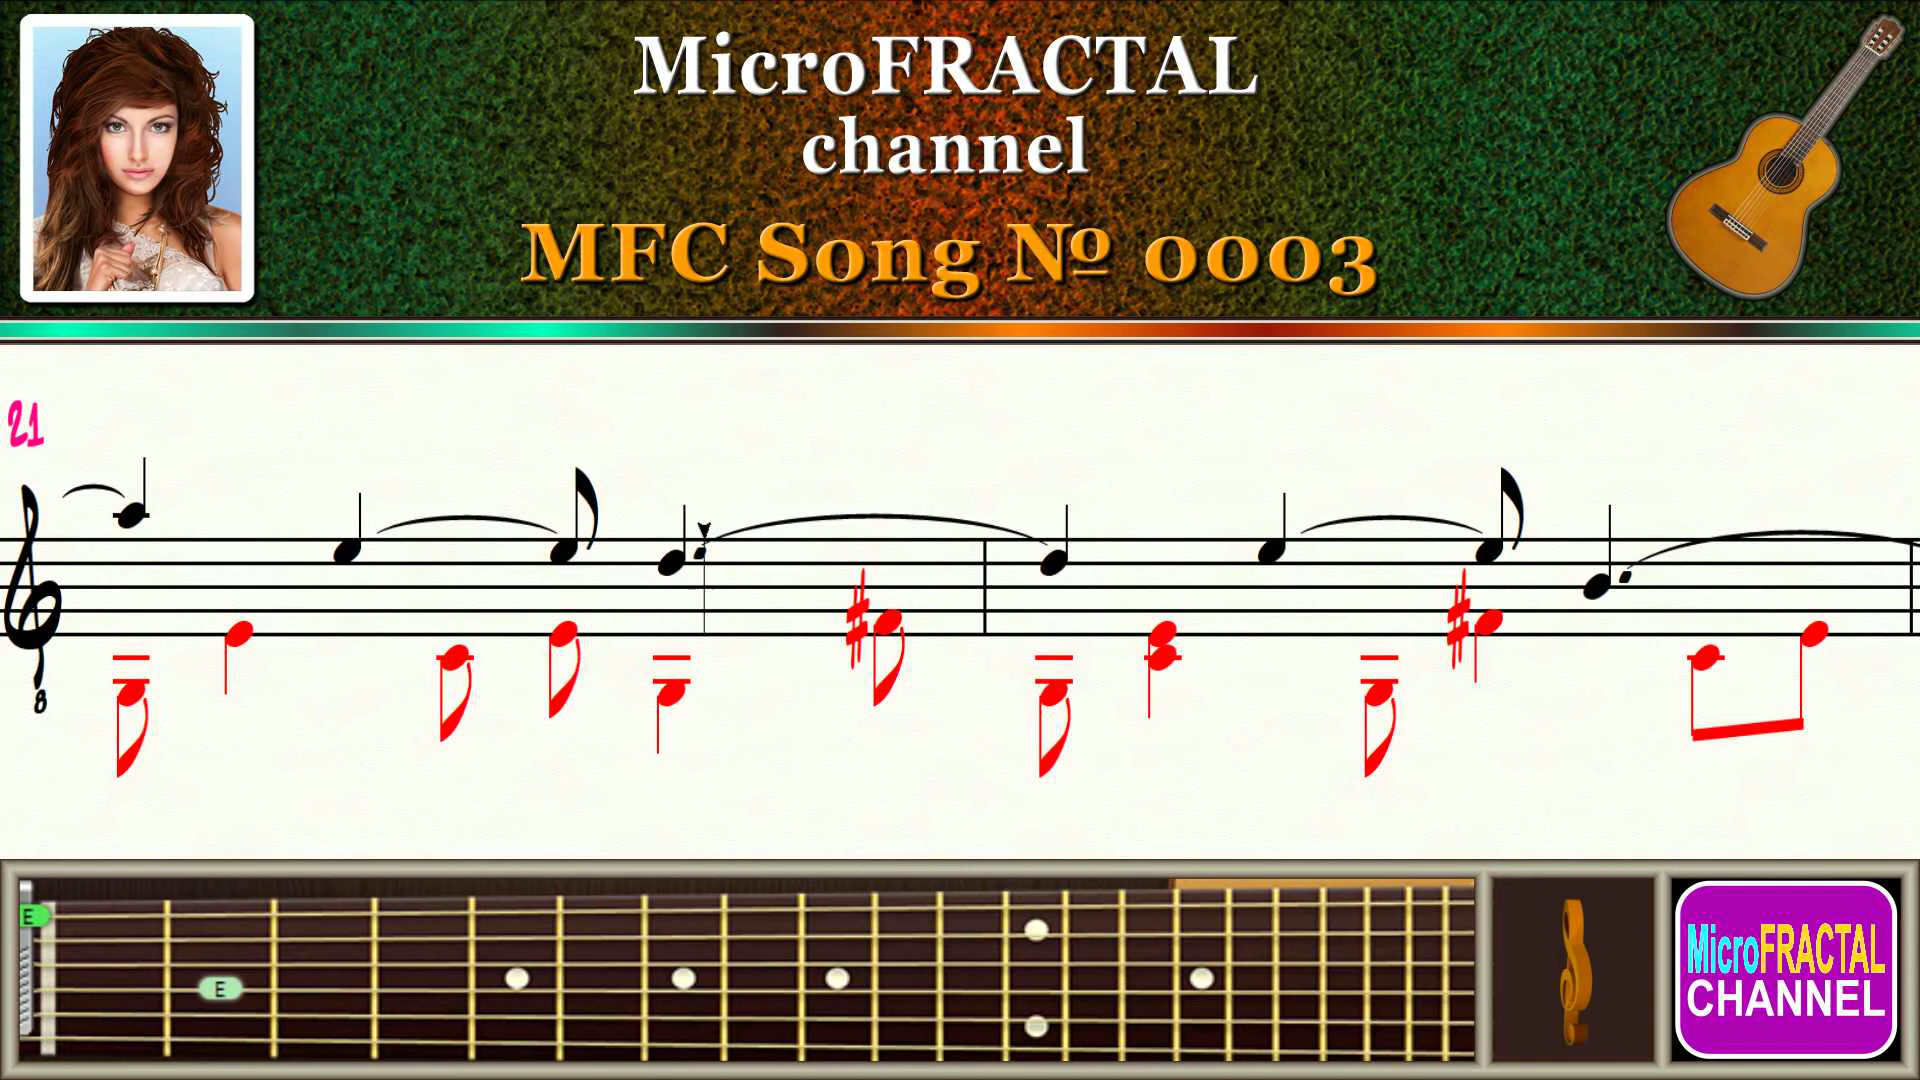 MicroFRACTAL
channel
MFC Song № 0003
21
8
E
E
MicroFRACTAL
CHANNEL